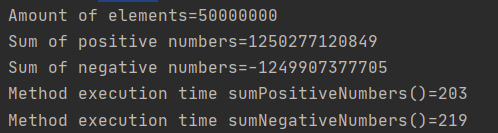 Amount of elements=50000000
Sum of positive numbers=1250277120849
Sum of negative numbers=-1249907377705
Method execution time sumPositiveNumbers()=203
Method execution time sumNegativeNumbers()=219